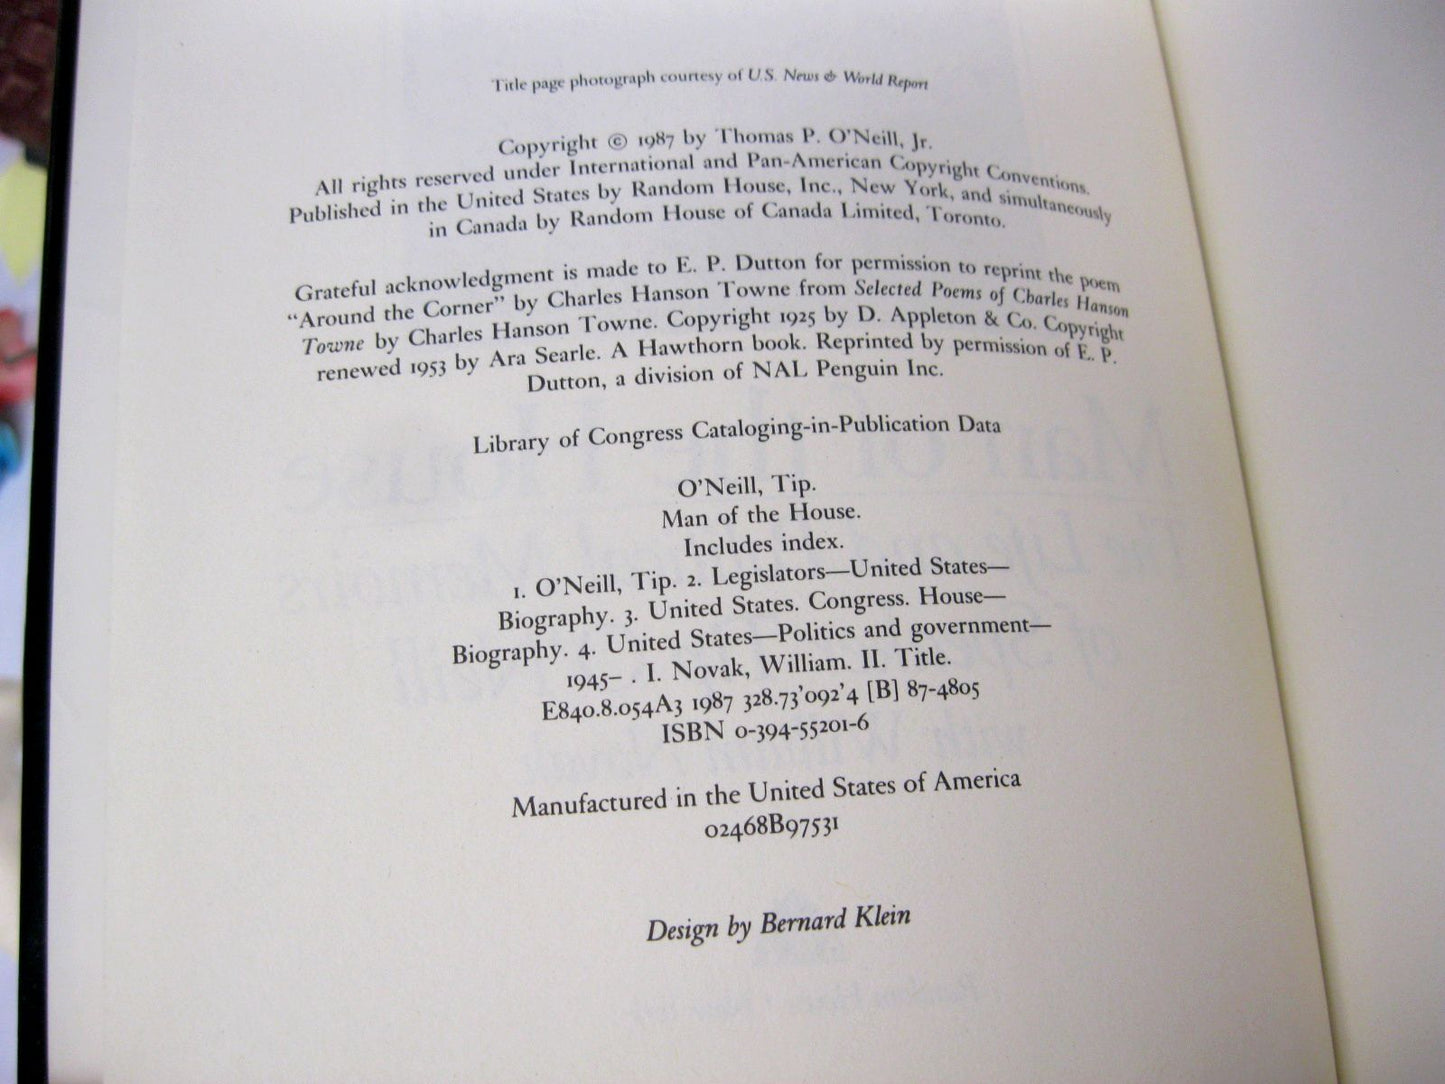 Title page photograph courtesy of U.S. News & World Report
Copyright © 1987 by Thomas P. O'Neill, Jr.
All rights reserved under International and Pan-American Copyright Conventions.
Published in the United States by Random House, Inc., New York, and simultaneously
in Canada by Random House of Canada Limited, Toronto.
Grateful acknowledgment is made to E. P. Dutton for permission to reprint the poem
“Around the Corner” by Charles Hanson Towne from Selected Poems of Charles Hanson
Towne by Charles Hanson Towne. Copyright 1925 by D. Appleton & Co. Copyright
renewed 1953 by Ara Searle. A Hawthorn book. Reprinted by permission of E. P.
Dutton, a division of NAL Penguin Inc.
Library of Congress Cataloging-in-Publication Data
O'Neill, Tip.
Man of the House.
Includes index.
1. O'Neill, Tip. 2. Legislators—United States—
Biography. 3. United States. Congress. House—
Biography. 4. United States—Politics and government—
1945– . I. Novak, William. II. Title.
E840.8.054A3 1987 328.73'092'4 [B] 87-4805
ISBN 0-394-55201-6
Manufactured in the United States of America
02468B97531
Design by Bernard Klein